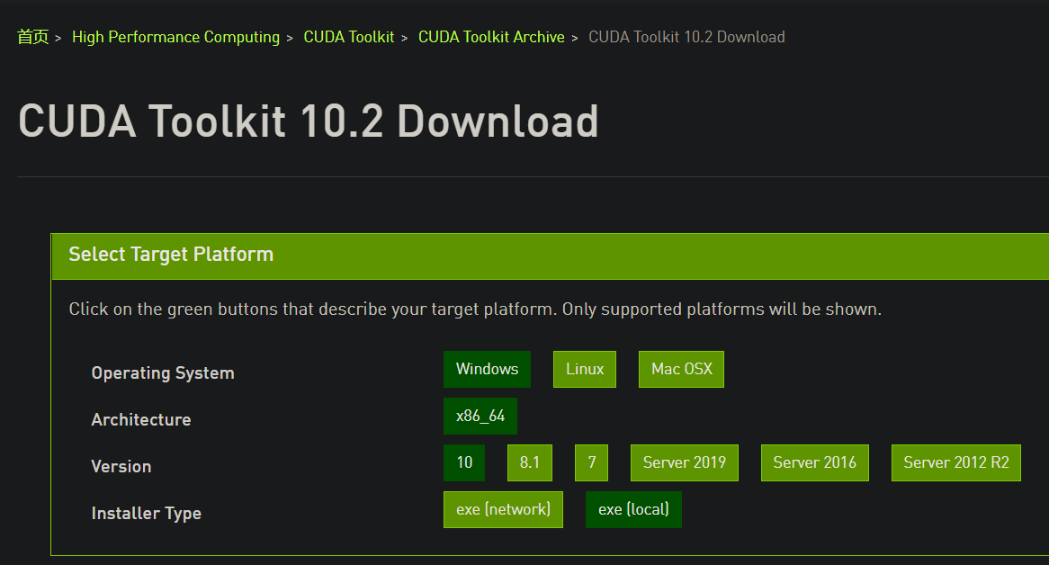 首页 > High Performance Computing > CUDA Toolkit > CUDA Toolkit Archive > CUDA Toolkit 10.2 Download
CUDA Toolkit 10.2 Download
Select Target Platform
Click on the green buttons that describe your target platform. Only supported platforms will be shown.
Operating System Windows Linux Mac OSX
Architecture x86_64
Version 10 8.1 7 Server 2019 Server 2016 Server 2012 R2
Installer Type exe (network) exe (local)